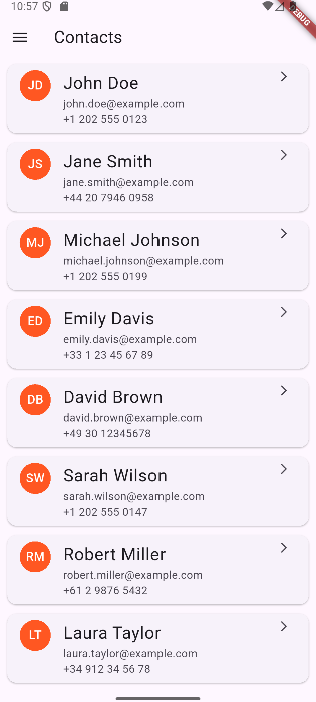 10:57
DEBUG
Contacts
JD
John Doe
john.doe@example.com
+1 202 555 0123
JS
Jane Smith
jane.smith@example.com
+44 20 7946 0958
MJ
Michael Johnson
michael.johnson@example.com
+1 202 555 0199
ED
Emily Davis
emily.davis@example.com
+33 1 23 45 67 89
DB
David Brown
david.brown@example.com
+49 30 12345678
SW
Sarah Wilson
sarah.wilson@example.com
+1 202 555 0147
RM
Robert Miller
robert.miller@example.com
+61 2 9876 5432
LT
Laura Taylor
laura.taylor@example.com
+34 912 34 56 78